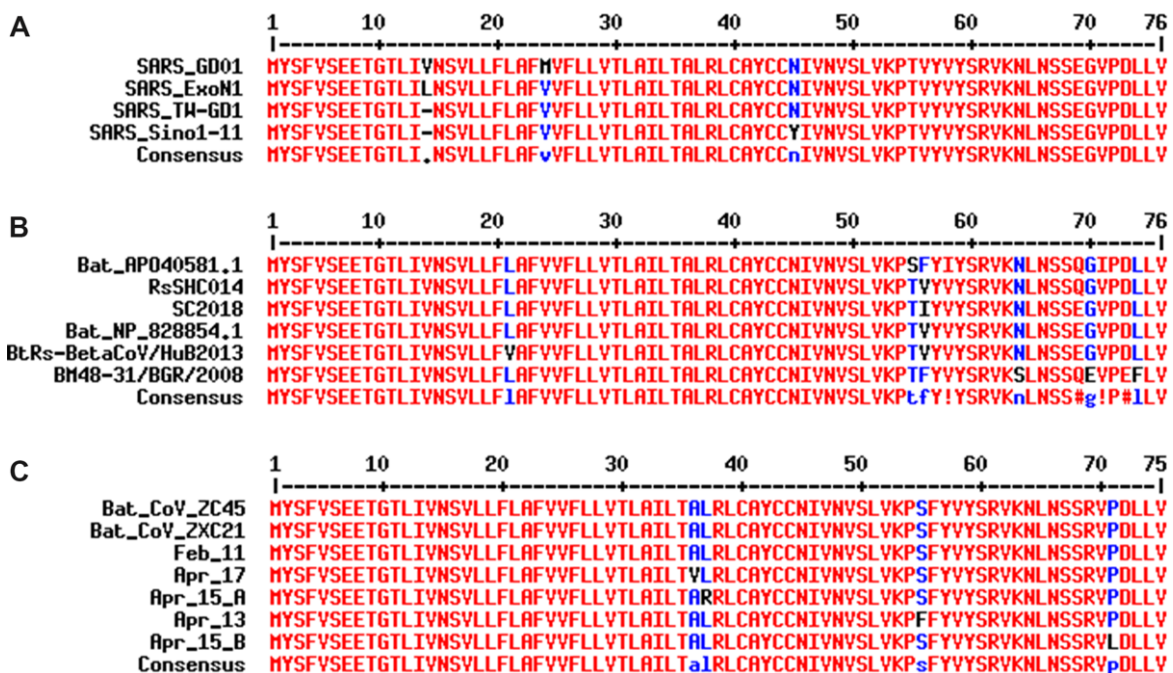 A
1 10 20 30 40 50 60 70 76
|--------+---------+---------+---------+---------+---------+---------+-----|
SARS_GD01 MYSFVSEETGTLIVNSVLLFLAFMVFLLVTLAILTALRLCAYCCNIVNVSLVKPTVYVYSRVKNLNSSEGVPDLLV
SARS_ExoN1 MYSFVSEETGTLILNSVLLFLAFVVFLLVTLAILTALRLCAYCCNIVNVSLVKPTVYVYSRVKNLNSSEGVPDLLV
SARS_TW-GD1 MYSFVSEETGTLI-NSVLLFLAFVVFLLVTLAILTALRLCAYCCNIVNVSLVKPTVYVYSRVKNLNSSEGVPDLLV
SARS_Sino1-11 MYSFVSEETGTLI-NSVLLFLAFVVFLLVTLAILTALRLCAYCCYIVNVSLVKPTVYVYSRVKNLNSSEGVPDLLV
Consensus MYSFVSEETGTLI.NSVLLFLAFvVFLLVTLAILTALRLCAYCCnIVNVSLVKPTVYVYSRVKNLNSSEGVPDLLV
B
1 10 20 30 40 50 60 70 76
|--------+---------+---------+---------+---------+---------+---------+-----|
Bat_APO40581.1 MYSFVSEETGTLIVNSVLLFLAFVVFLLVTLAILTALRLCAYCCNIVNVSLVKPSFYIYSRVKNLNSSQGIPDLLV
RsSHC014 MYSFVSEETGTLIVNSVLLFLAFVVFLLVTLAILTALRLCAYCCNIVNVSLVKPTVYVYSRVKNLNSSQGVPDLLV
SC2018 MYSFVSEETGTLIVNSVLLFLAFVVFLLVTLAILTALRLCAYCCNIVNVSLVKPTIYVYSRVKNLNSSEGVPDLLV
Bat_NP_828854.1 MYSFVSEETGTLIVNSVLLFLAFVVFLLVTLAILTALRLCAYCCNIVNVSLVKPTVYVYSRVKNLNSSEGVPDLLV
BtRs-BetaCoV/HuB2013 MYSFVSEETGTLIVNSVLLFVAFVVFLLVTLAILTALRLCAYCCNIVNVSLVKPTVYVYSRVKNLNSSEGVPDLLV
BM48-31/BGR/2008 MYSFVSEETGTLIVNSVLLFLAFVVFLLVTLAILTALRLCAYCCNIVNVSLVKPTFYVYSRVKSLNSSQEVPEFLV
Consensus MYSFVSEETGTLIVNSVLLFlAFVVFLLVTLAILTALRLCAYCCNIVNVSLVKPtfY!YSRVKnLNSS#g!P#lLV
C
1 10 20 30 40 50 60 70 75
|--------+---------+---------+---------+---------+---------+---------+----|
Bat_CoV_ZC45 MYSFVSEETGTLIVNSVLLFLAFVVFLLVTLAILTALRLCAYCCNIVNVSLVKPSFYVYSRVKNLNSSRVPDLLV
Bat_CoV_ZXC21 MYSFVSEETGTLIVNSVLLFLAFVVFLLVTLAILTALRLCAYCCNIVNVSLVKPSFYVYSRVKNLNSSRVPDLLV
Feb_11 MYSFVSEETGTLIVNSVLLFLAFVVFLLVTLAILTALRLCAYCCNIVNVSLVKPSFYVYSRVKNLNSSRVPDLLV
Apr_17 MYSFVSEETGTLIVNSVLLFLAFVVFLLVTLAILTVLRLCAYCCNIVNVSLVKPSFYVYSRVKNLNSSRVPDLLV
Apr_15_A MYSFVSEETGTLIVNSVLLFLAFVVFLLVTLAILTARRLCAYCCNIVNVSLVKPSFYVYSRVKNLNSSRVPDLLV
Apr_13 MYSFVSEETGTLIVNSVLLFLAFVVFLLVTLAILTALRLCAYCCNIVNVSLVKPFFYVYSRVKNLNSSRVPDLLV
Apr_15_B MYSFVSEETGTLIVNSVLLFLAFVVFLLVTLAILTALRLCAYCCNIVNVSLVKPSFYVYSRVKNLNSSRVLDLLV
Consensus MYSFVSEETGTLIVNSVLLFLAFVVFLLVTLAILTalRLCAYCCNIVNVSLVKPsFYVYSRVKNLNSSRVpDLLV